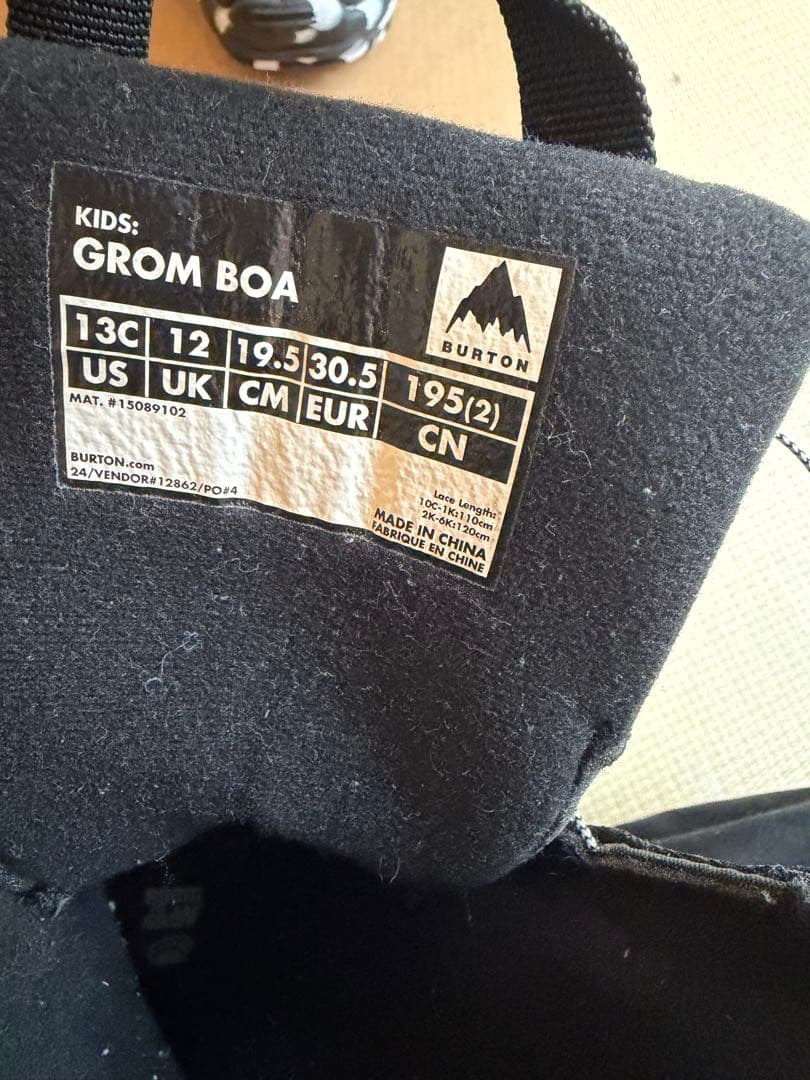 KIDS:
GROM BOA
BURTON
13C 12 19.5 30.5 195(2)
US UK CM EUR CN
MAT. #15089102
BURTON.com
24/VENDOR#12862/PO#4
Lace Length:
10C-1K:110cm
2K-6K:120cm
MADE IN CHINA
FABRIQUE EN CHINE